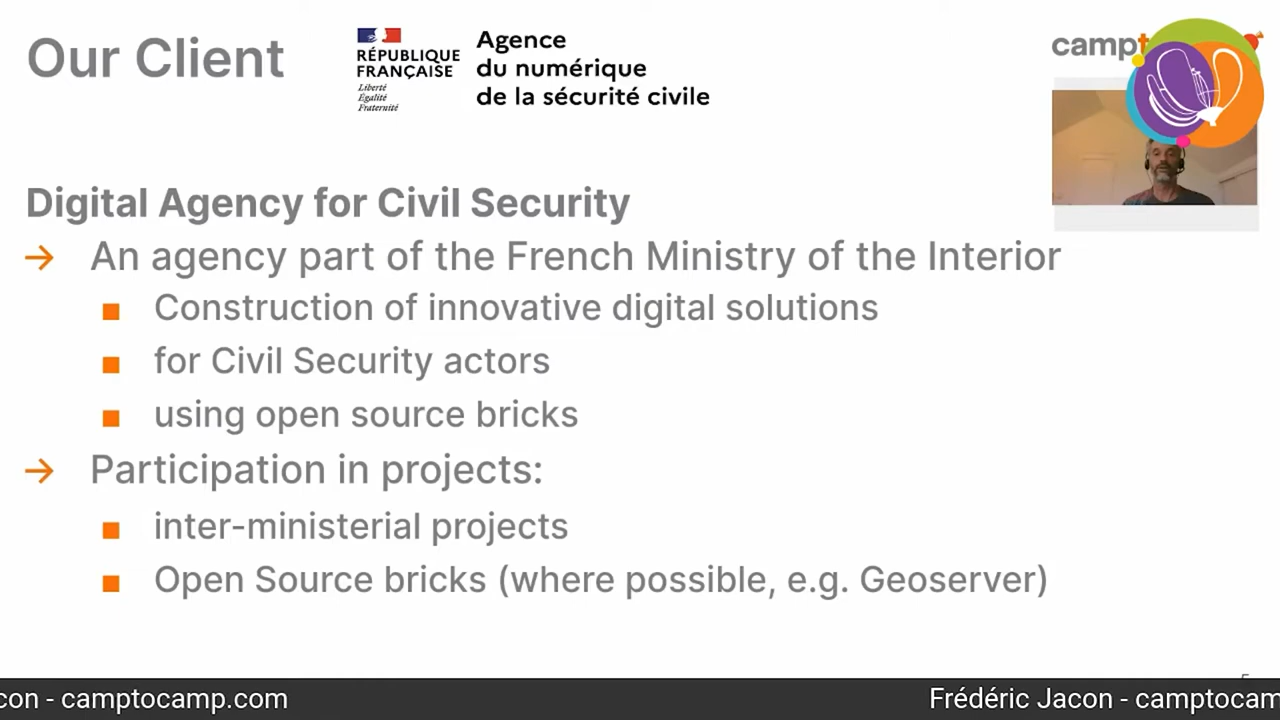 Our Client
RÉPUBLIQUE
FRANÇAISE
Liberté
Égalité
Fraternité
Agence
du numérique
de la sécurité civile
Digital Agency for Civil Security
→ An agency part of the French Ministry of the Interior
■ Construction of innovative digital solutions
■ for Civil Security actors
■ using open source bricks
→ Participation in projects:
■ inter-ministerial projects
■ Open Source bricks (where possible, e.g. Geoserver)
con - camptocamp.com
Frédéric Jacon - camptocam